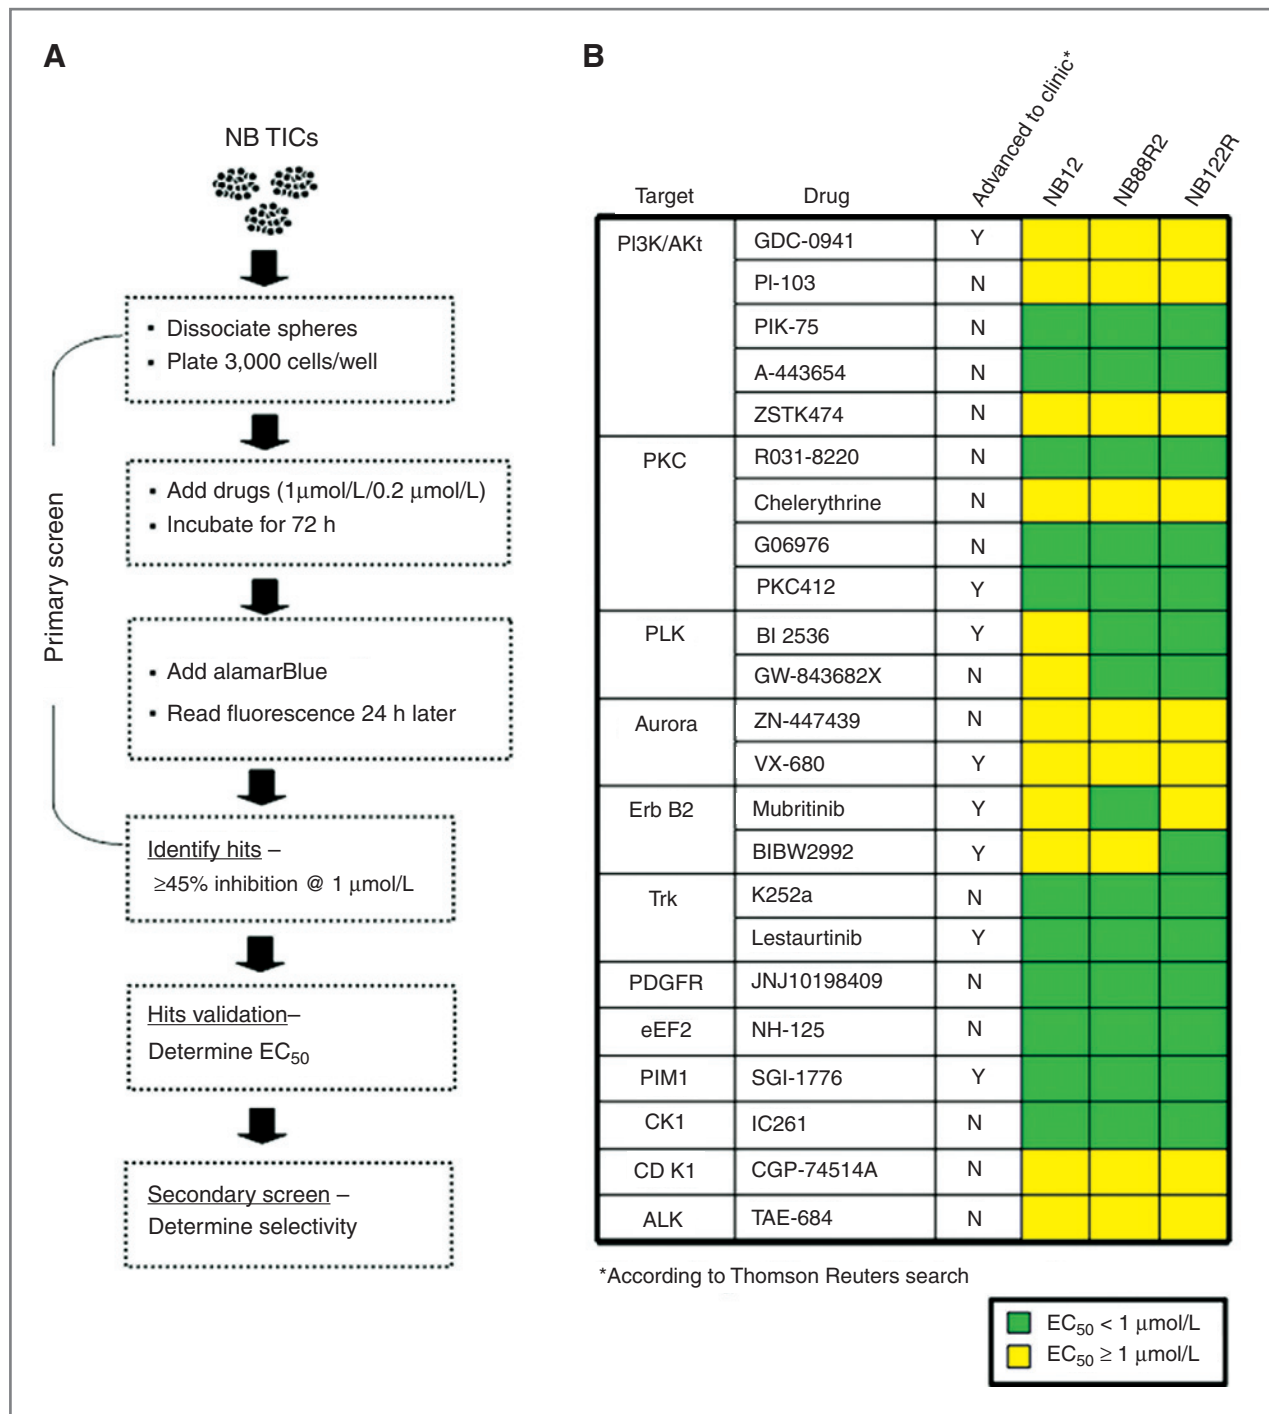 A
NB TICs
▪ Dissociate spheres
▪ Plate 3,000 cells/well
▪ Add drugs (1μmol/L/0.2 μmol/L)
▪ Incubate for 72 h
▪ Add alamarBlue
▪ Read fluorescence 24 h later
Identify hits –
≥45% inhibition @ 1 μmol/L
Hits validation–
Determine EC50
Secondary screen –
Determine selectivity
Primary screen
B
Target Drug Advanced to clinic* NB12 NB88R2 NB122R
PI3K/AKt GDC-0941 Y
PI-103 N
PIK-75 N
A-443654 N
ZSTK474 N
PKC R031-8220 N
Chelerythrine N
G06976 N
PKC412 Y
PLK BI 2536 Y
GW-843682X N
Aurora ZN-447439 N
VX-680 Y
Erb B2 Mubritinib Y
BIBW2992 Y
Trk K252a N
Lestaurtinib Y
PDGFR JNJ10198409 N
eEF2 NH-125 N
PIM1 SGI-1776 Y
CK1 IC261 N
CD K1 CGP-74514A N
ALK TAE-684 N
*According to Thomson Reuters search
EC50 < 1 μmol/L
EC50 ≥ 1 μmol/L